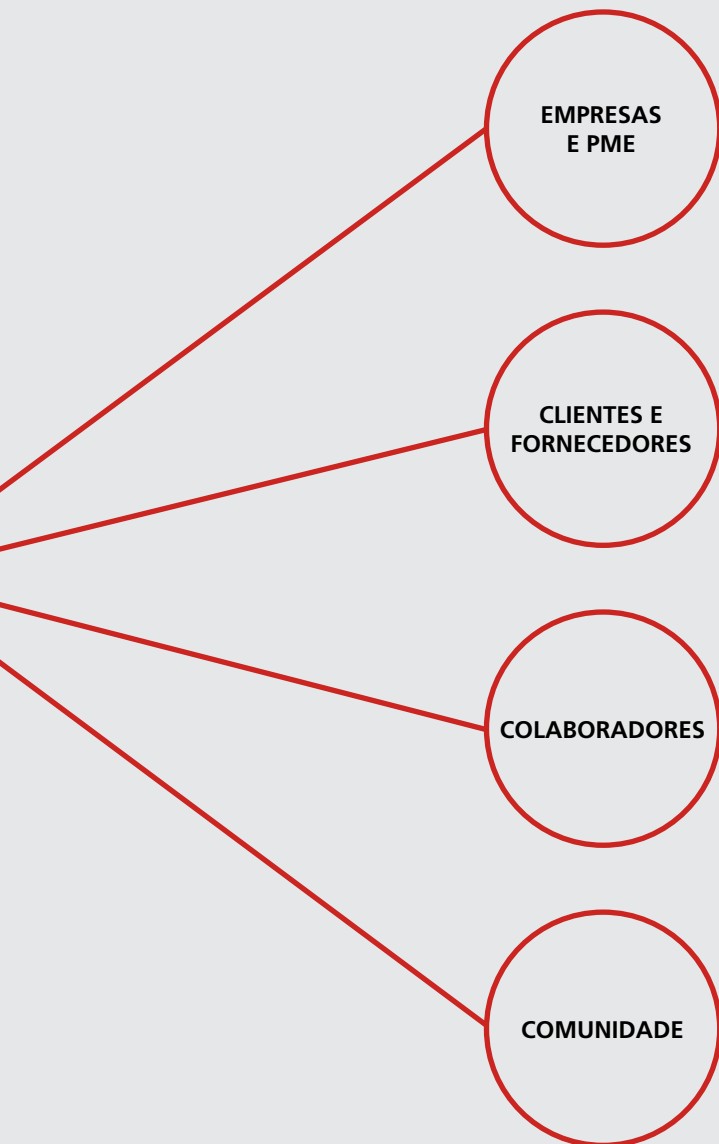 EMPRESAS
E PME
CLIENTES E
FORNECEDORES
COLABORADORES
COMUNIDADE